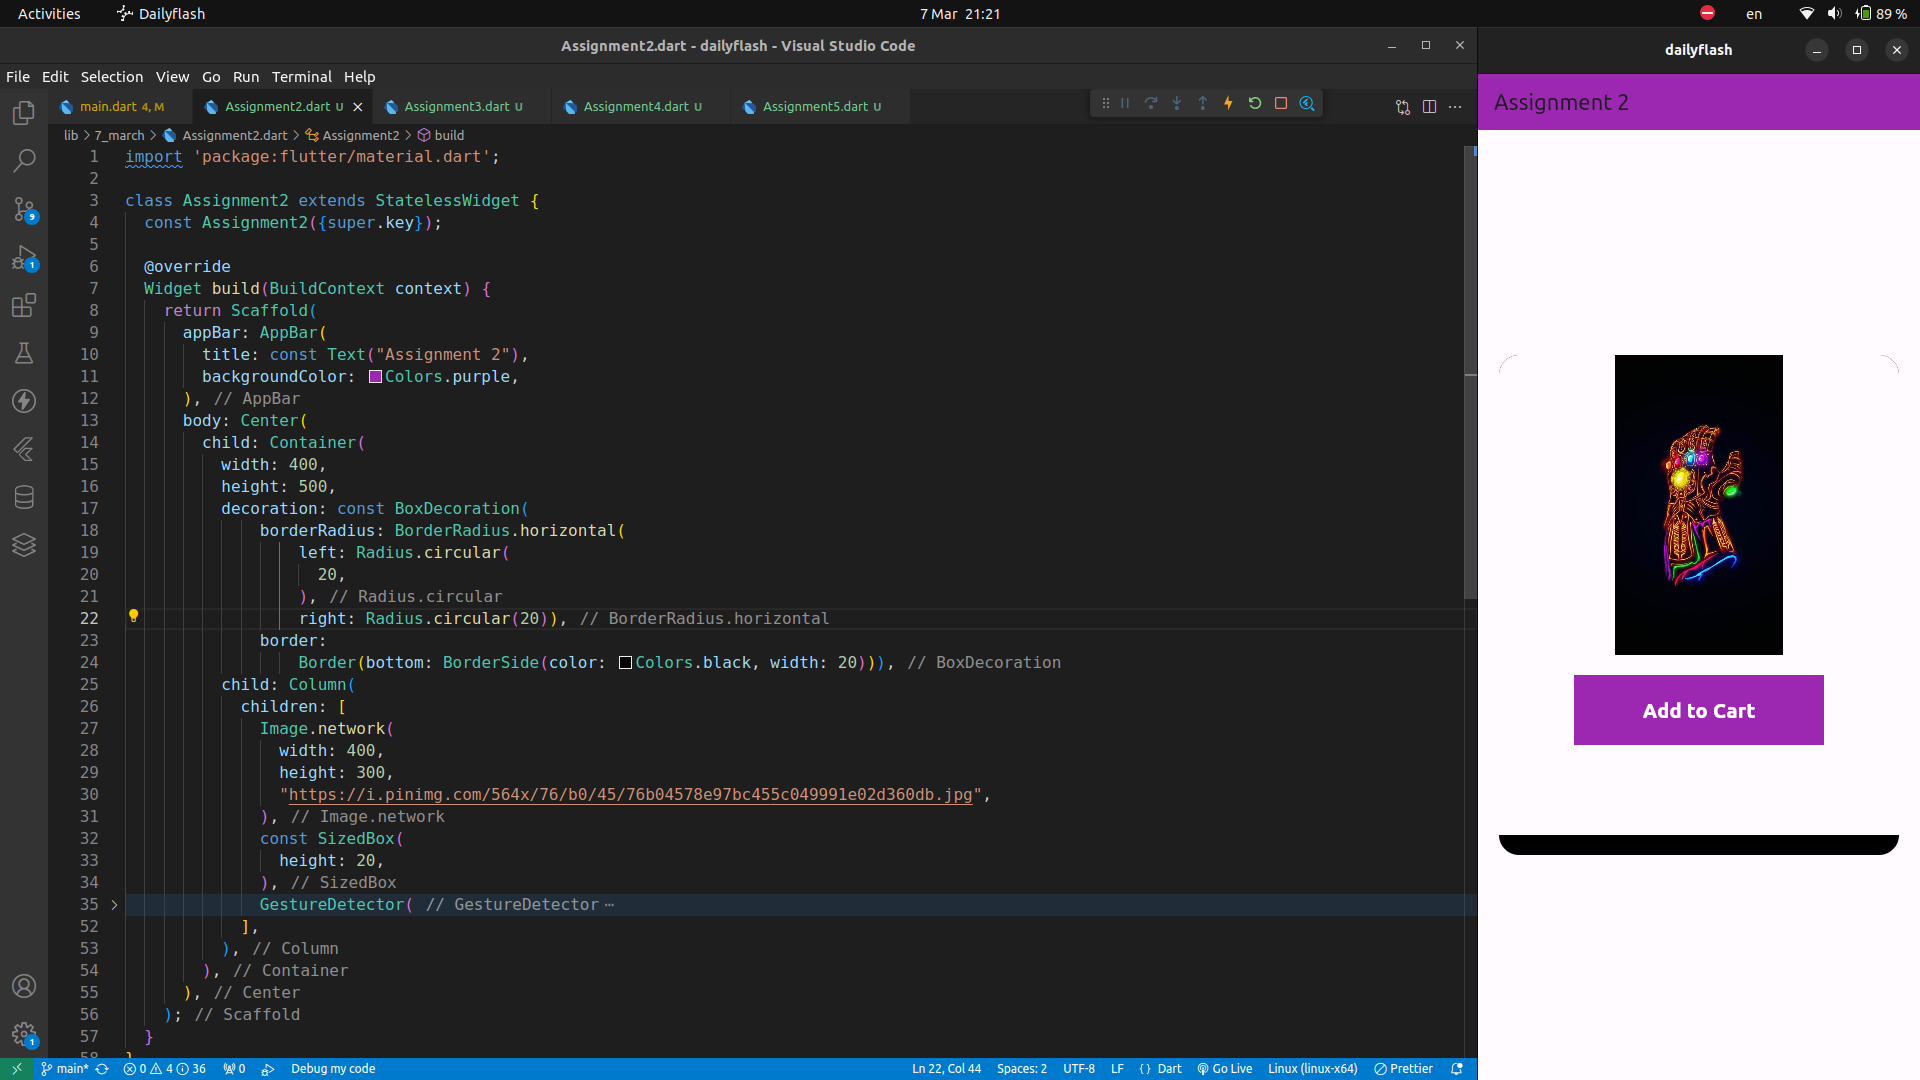 Activities
Dailyflash
7 Mar 21:21
en
89 %
Assignment2.dart - dailyflash - Visual Studio Code
File Edit Selection View Go Run Terminal Help
main.dart 4, M
Assignment2.dart U
Assignment3.dart U
Assignment4.dart U
Assignment5.dart U
lib > 7_march > Assignment2.dart > Assignment2 > build
1 import 'package:flutter/material.dart';
2
3 class Assignment2 extends StatelessWidget {
4 const Assignment2({super.key});
5
6 @override
7 Widget build(BuildContext context) {
8 return Scaffold(
9 appBar: AppBar(
10 title: const Text("Assignment 2"),
11 backgroundColor: Colors.purple,
12 ), // AppBar
13 body: Center(
14 child: Container(
15 width: 400,
16 height: 500,
17 decoration: const BoxDecoration(
18 borderRadius: BorderRadius.horizontal(
19 left: Radius.circular(
20 20,
21 ), // Radius.circular
22 right: Radius.circular(20)), // BorderRadius.horizontal
23 border:
24 Border(bottom: BorderSide(color: Colors.black, width: 20))), // BoxDecoration
25 child: Column(
26 children: [
27 Image.network(
28 width: 400,
29 height: 300,
30 "https://i.pinimg.com/564x/76/b0/45/76b04578e97bc455c049991e02d360db.jpg",
31 ), // Image.network
32 const SizedBox(
33 height: 20,
34 ), // SizedBox
35 GestureDetector( // GestureDetector ⋯
52 ],
53 ), // Column
54 ), // Container
55 ), // Center
56 ); // Scaffold
57 }
58 }
9
1
1
main* 0 4 36 0 Debug my code
Ln 22, Col 44 Spaces: 2 UTF-8 LF { } Dart Go Live Linux (linux-x64) Prettier
dailyflash
Assignment 2
Add to Cart